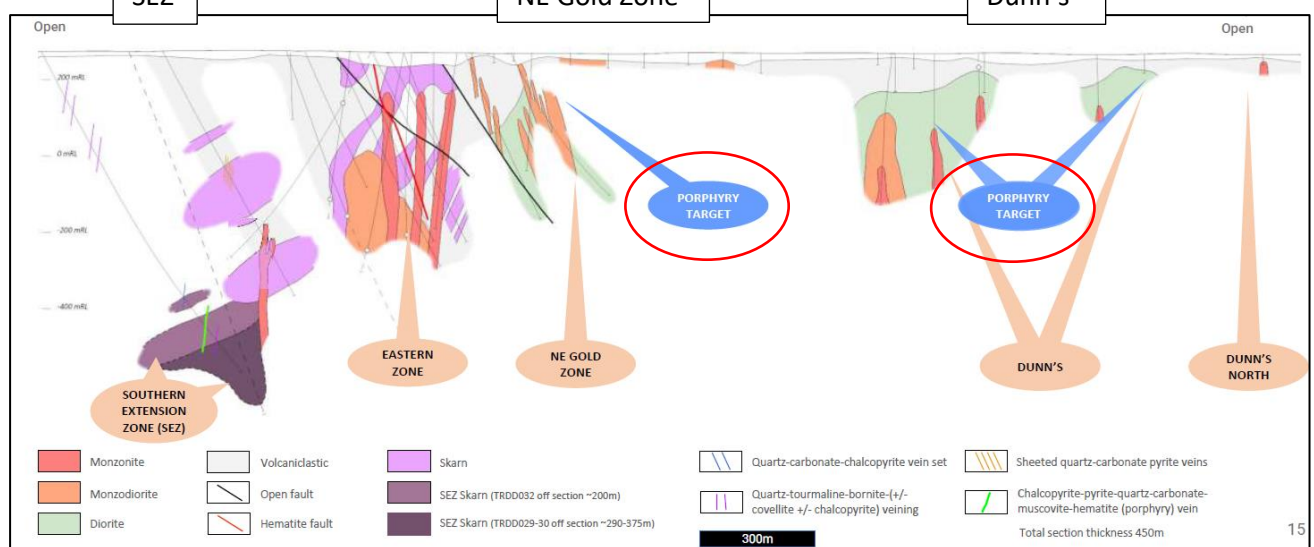 SEZ
NE Gold Zone
Dunn's
Open
Open
200 mRL
0 mRL
-200 mRL
-400 mRL
PORPHYRY
TARGET
PORPHYRY
TARGET
EASTERN
ZONE
NE GOLD
ZONE
DUNN'S
DUNN'S
NORTH
SOUTHERN
EXTENSION
ZONE (SEZ)
Monzonite
Monzodiorite
Diorite
Volcaniclastic
Open fault
Hematite fault
Skarn
SEZ Skarn (TRDD032 off section ~200m)
SEZ Skarn (TRDD029-30 off section ~290-375m)
Quartz-carbonate-chalcopyrite vein set
Quartz-tourmaline-bornite-(+/-
covellite +/- chalcopyrite) veining
300m
Sheeted quartz-carbonate pyrite veins
Chalcopyrite-pyrite-quartz-carbonate-
muscovite-hematite (porphyry) vein
Total section thickness 450m
15